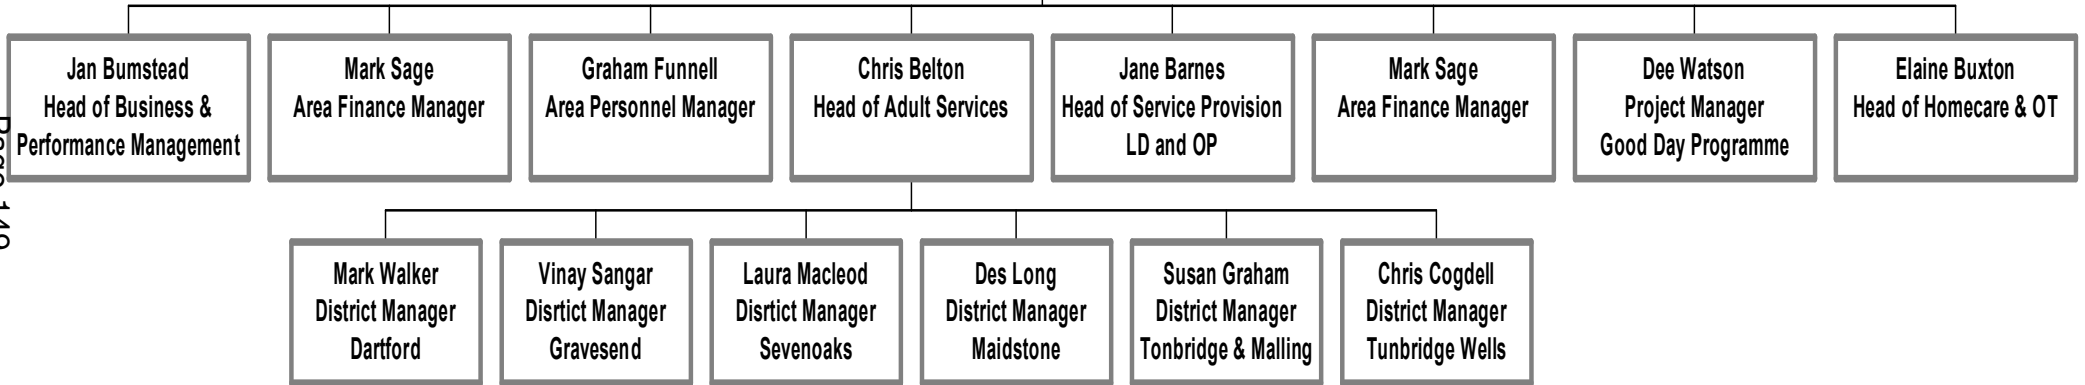 Jan Bumstead
Head of Business &
Performance Management
Mark Sage
Area Finance Manager
Graham Funnell
Area Personnel Manager
Chris Belton
Head of Adult Services
Jane Barnes
Head of Service Provision
LD and OP
Mark Sage
Area Finance Manager
Dee Watson
Project Manager
Good Day Programme
Elaine Buxton
Head of Homecare & OT
Mark Walker
District Manager
Dartford
Vinay Sangar
Disrtict Manager
Gravesend
Laura Macleod
Disrtict Manager
Sevenoaks
Des Long
District Manager
Maidstone
Susan Graham
District Manager
Tonbridge & Malling
Chris Cogdell
District Manager
Tunbridge Wells